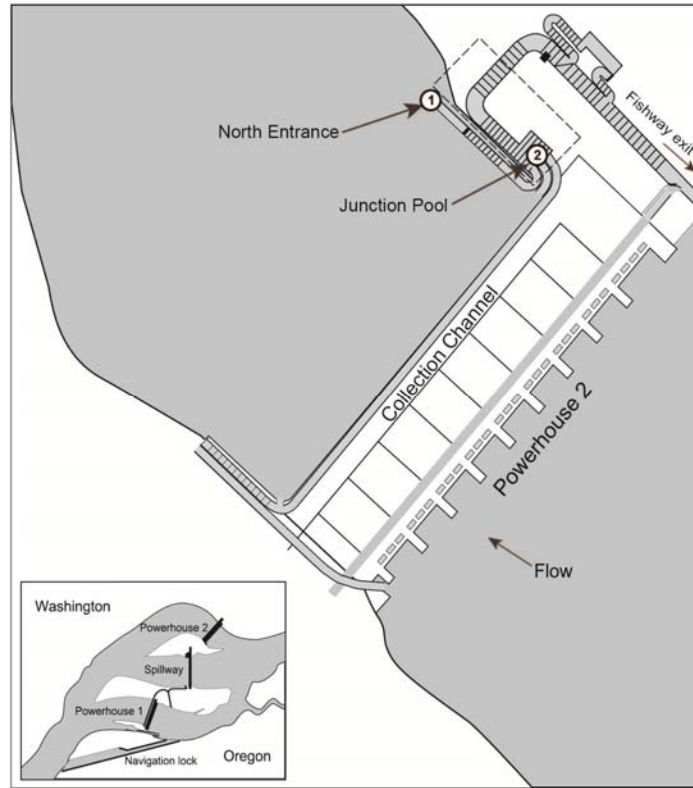 1
North Entrance
2
Junction Pool
Fishway exit
Collection Channel
Powerhouse 2
Flow
Washington
Powerhouse 2
Spillway
Powerhouse 1
Oregon
Navigation lock